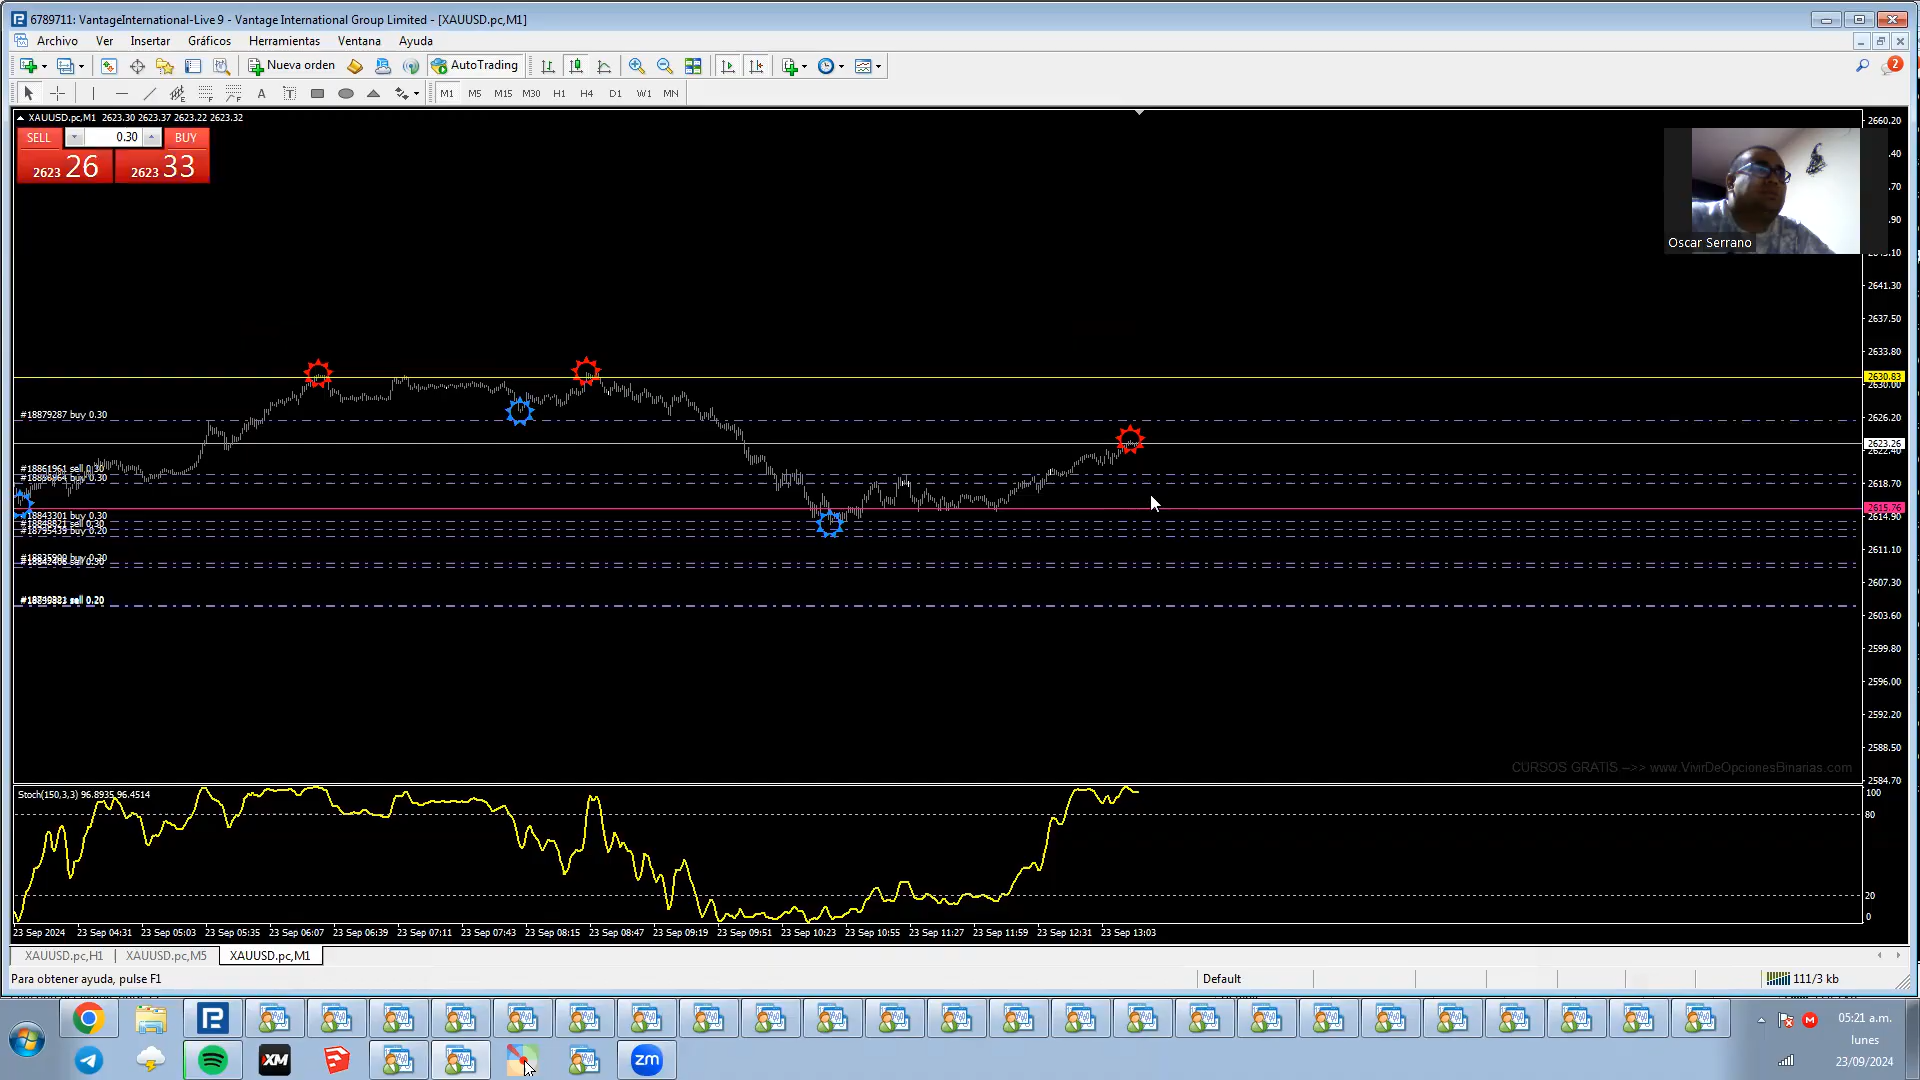 6789711: VantageInternational-Live 9 - Vantage International Group Limited - [XAUUSD.pc,M1]
Archivo Ver Insertar Gráficos Herramientas Ventana Ayuda
Nueva orden AutoTrading
2
A T M1 M5 M15 M30 H1 H4 D1 W1 MN
XAUUSD.pc,M1 2623.30 2623.37 2623.22 2623.32
SELL 0.30 BUY
2623 26 2623 33
Oscar Serrano
2660.20
.40
.70
.90
2641.30
2637.50
2633.80
2630.83
2630.00
2626.20
2623.26
2622.40
2618.70
2615.76
2614.90
2611.10
2607.30
2603.60
2599.80
2596.00
2592.20
2588.50
2584.70
#18879287 buy 0.30
#18861961 sell 0.30
#18843301 buy 0.30
CURSOS GRATIS -->> www.VivirDeOpcionesBinarias.com
Stoch(150,3,3) 96.8935 96.4514
100
80
20
0
23 Sep 2024 23 Sep 04:31 23 Sep 05:03 23 Sep 05:35 23 Sep 06:07 23 Sep 06:39 23 Sep 07:11 23 Sep 07:43 23 Sep 08:15 23 Sep 08:47 23 Sep 09:19 23 Sep 09:51 23 Sep 10:23 23 Sep 10:55 23 Sep 11:27 23 Sep 11:59 23 Sep 12:31 23 Sep 13:03
XAUUSD.pc,H1 XAUUSD.pc,M5 XAUUSD.pc,M1
Para obtener ayuda, pulse F1 Default 111/3 kb
XM zm
05:21 a.m.
lunes
23/09/2024